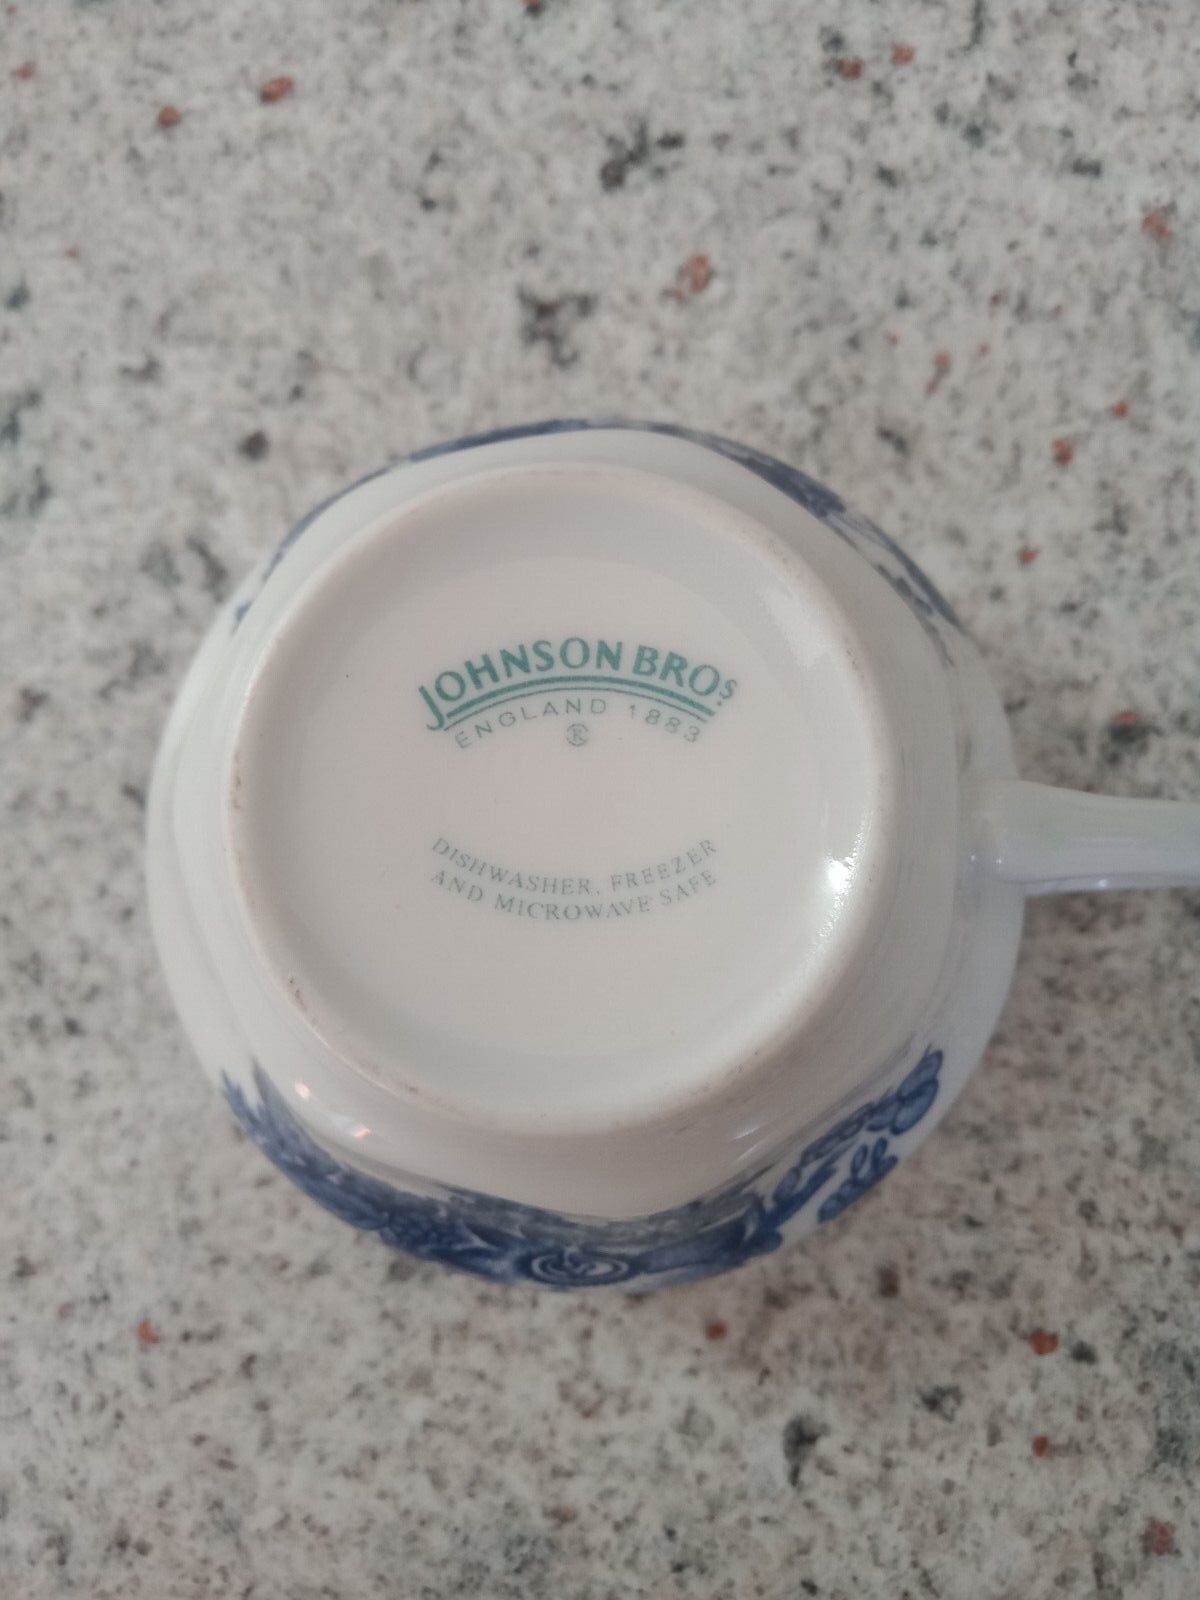 JOHNSON BROS.
ENGLAND 1883
®
DISHWASHER, FREEZER
AND MICROWAVE SAFE